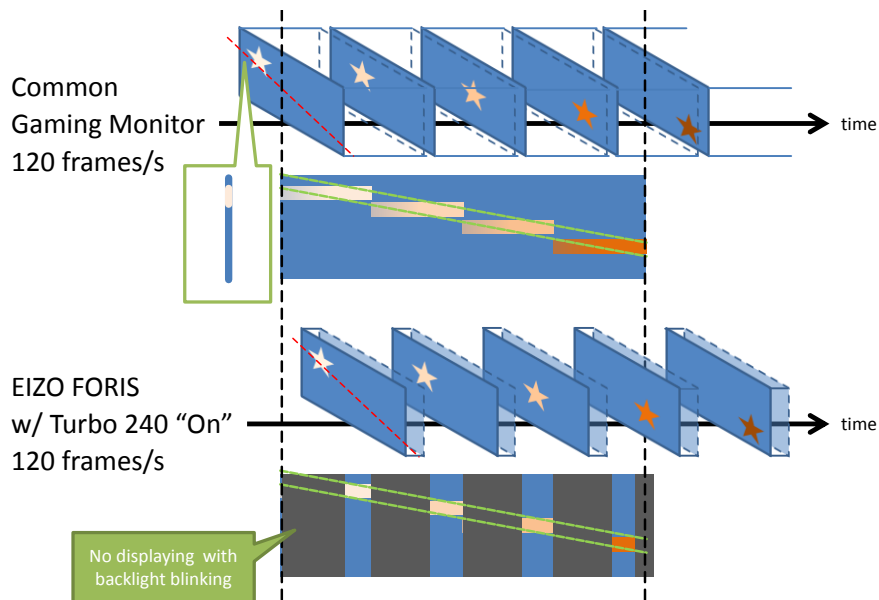 Common
Gaming Monitor
120 frames/s
time
EIZO FORIS
w/ Turbo 240 “On”
120 frames/s
time
No displaying with
backlight blinking